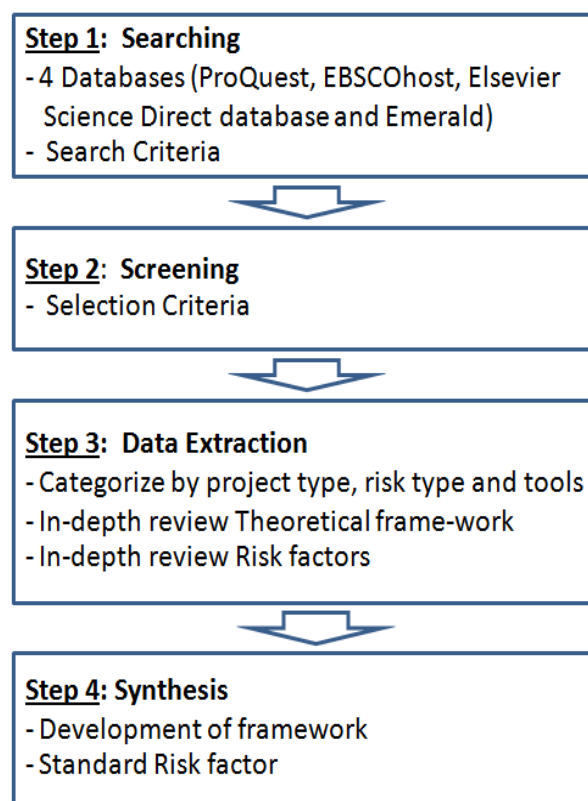 Step 1: Searching
- 4 Databases (ProQuest, EBSCOhost, Elsevier
Science Direct database and Emerald)
- Search Criteria
Step 2: Screening
- Selection Criteria
Step 3: Data Extraction
- Categorize by project type, risk type and tools
- In-depth review Theoretical frame-work
- In-depth review Risk factors
Step 4: Synthesis
- Development of framework
- Standard Risk factor